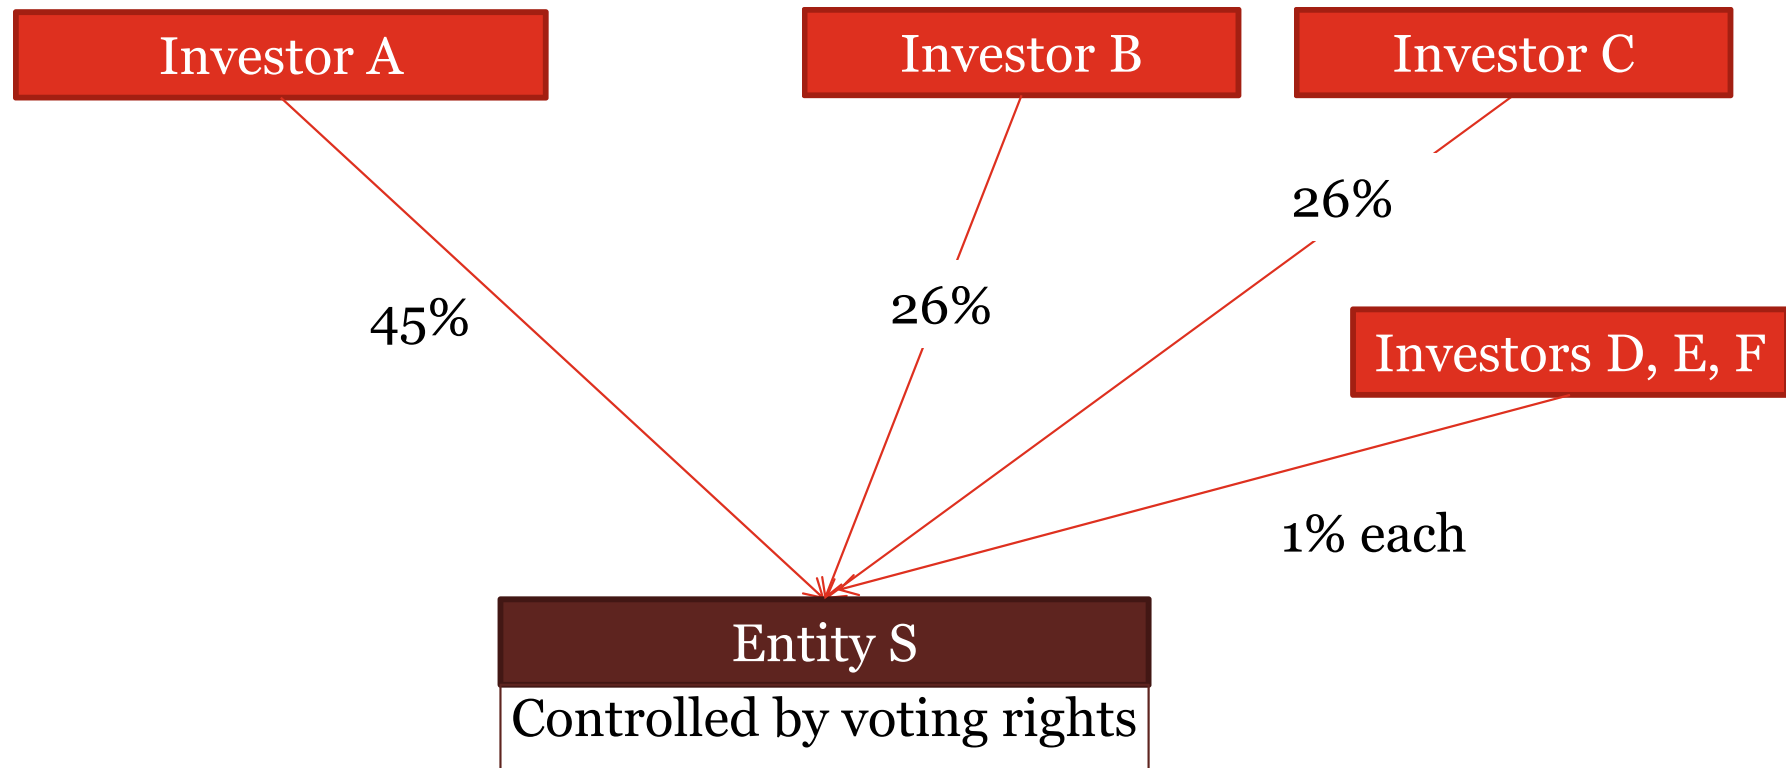 Investor A
Investor B
Investor C
26%
45%
26%
Investors D, E, F
1% each
Entity S
Controlled by voting rights